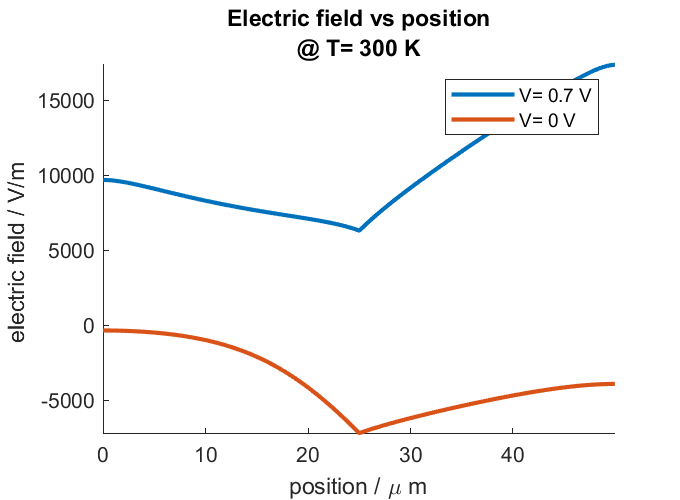 Electric field vs position
@ T= 300 K
V= 0.7 V
V= 0 V
15000
10000
5000
0
-5000
electric field / V/m
0
10
20
30
40
position / μ m